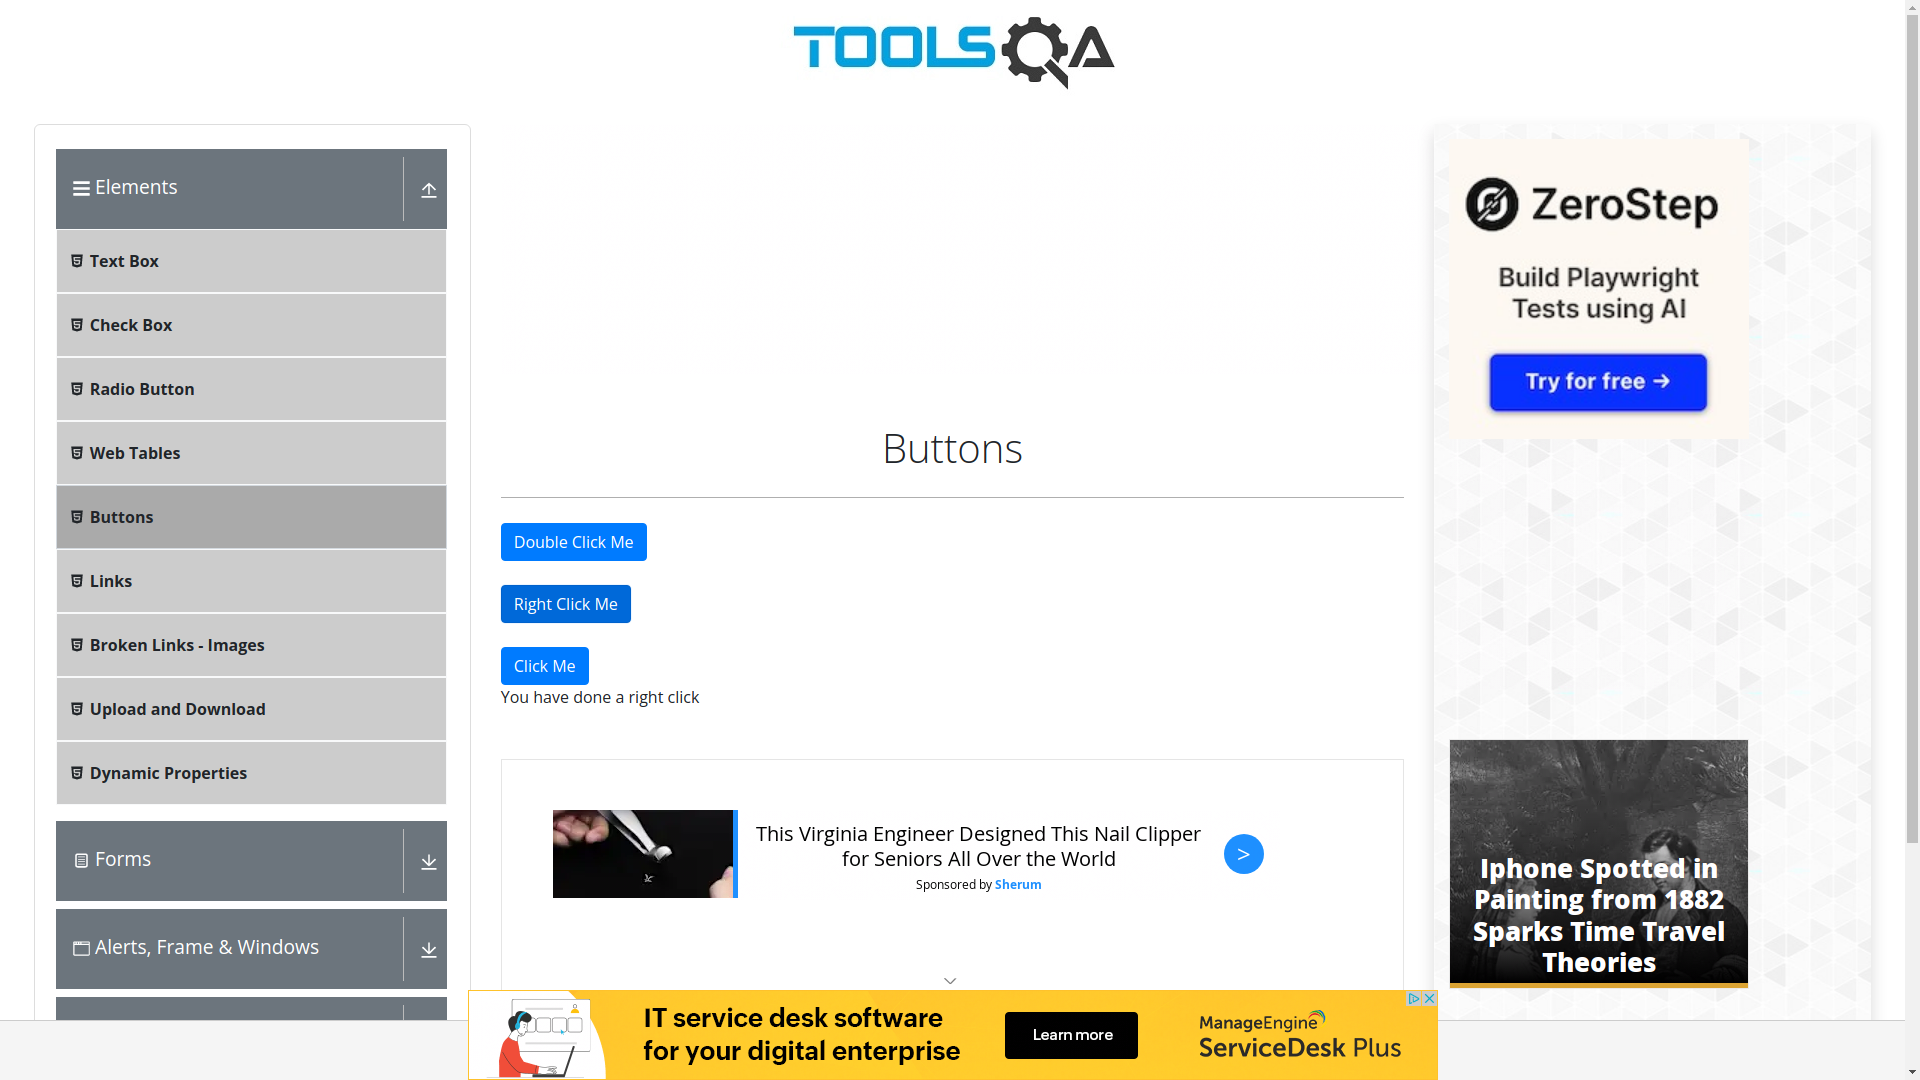 TOOLSQA
Elements
Text Box
Check Box
Radio Button
Web Tables
Buttons
Links
Broken Links - Images
Upload and Download
Dynamic Properties
Forms
Alerts, Frame & Windows
Buttons
Double Click Me
Right Click Me
Click Me
You have done a right click
This Virginia Engineer Designed This Nail Clipper
for Seniors All Over the World
Sponsored by Sherum
>
ZeroStep
Build Playwright
Tests using AI
Try for free →
Iphone Spotted in
Painting from 1882
Sparks Time Travel
Theories
IT service desk software
for your digital enterprise
Learn more
ManageEngine
ServiceDesk Plus